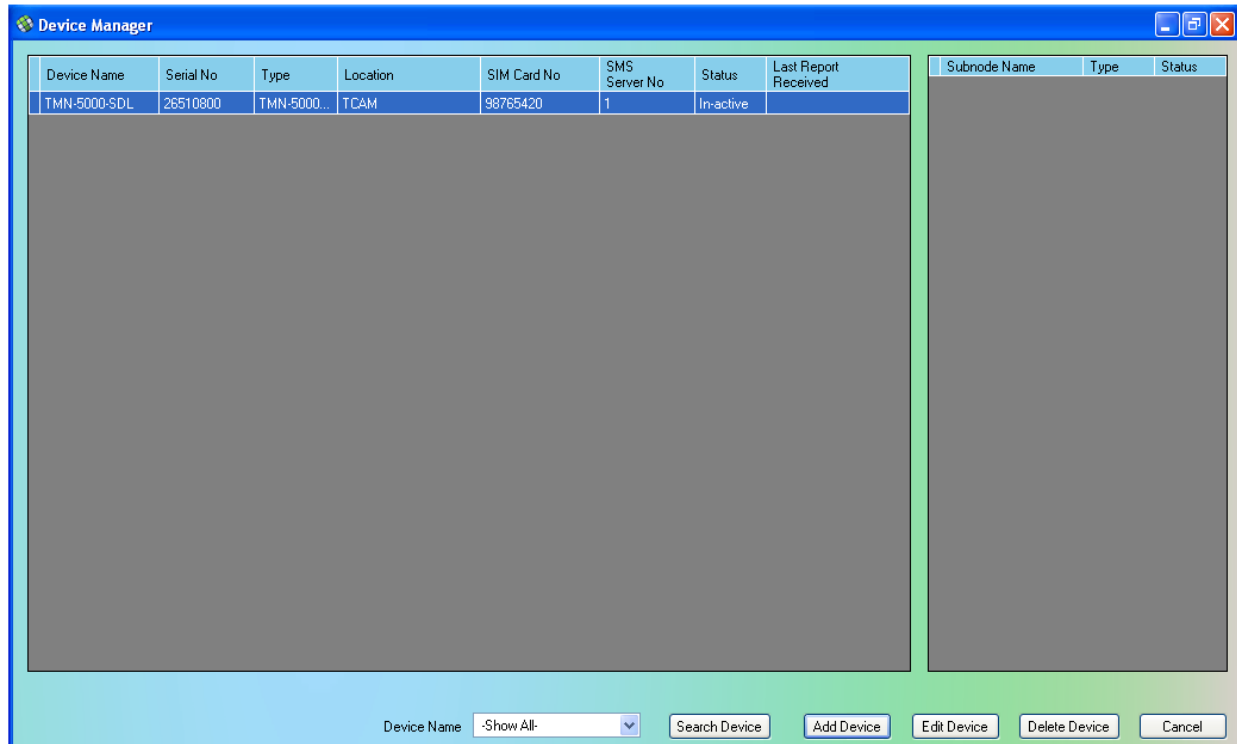 Device Manager
Device Name Serial No Type Location SIM Card No SMS Server No Status Last Report Received
TMN-5000-SDL 26510800 TMN-5000... TCAM 98765420 1 In-active
Subnode Name Type Status
Device Name -Show All- Search Device Add Device Edit Device Delete Device Cancel